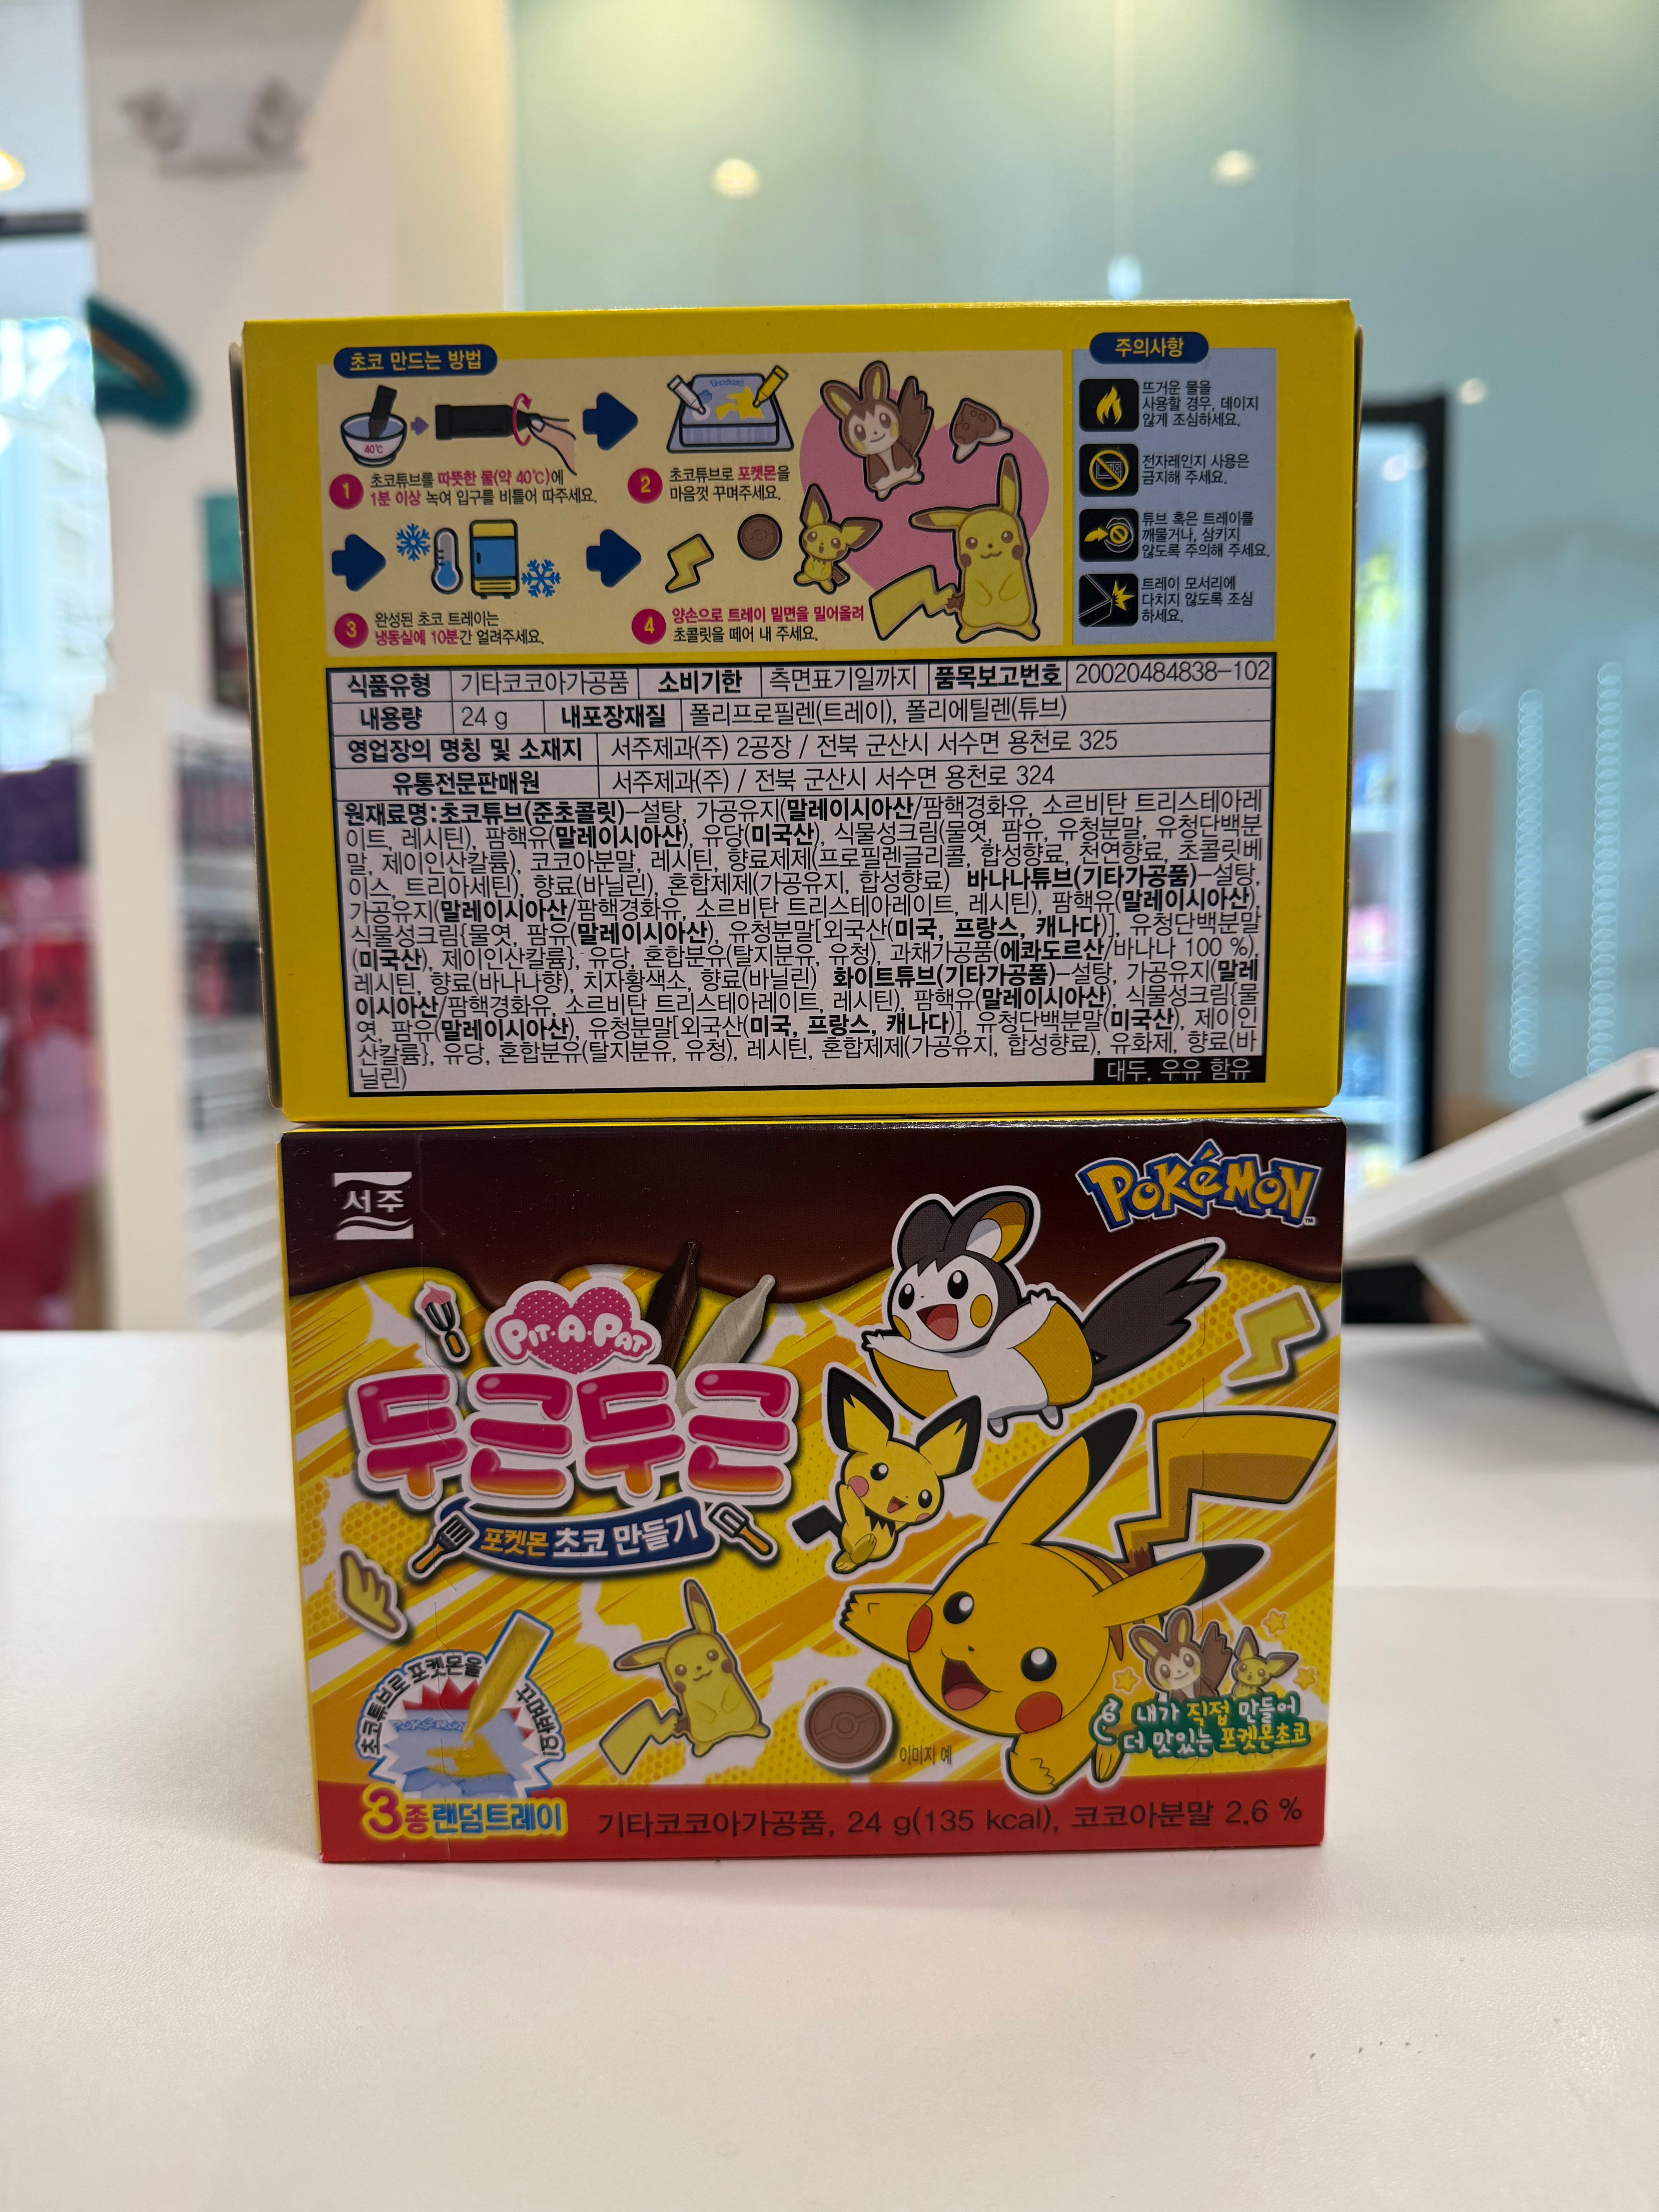 초코 만드는 방법
40℃
1 초코튜브를 따뜻한 물(약 40℃)에
1분 이상 녹여 입구를 비틀어 따주세요.
2 초코튜브로 포켓몬을
마음껏 꾸며주세요.
3 완성된 초코 트레이는
냉동실에 10분간 얼려주세요.
4 양손으로 트레이 밑면을 밀어올려
초콜릿을 떼어 내 주세요.
주의사항
뜨거운 물을
사용할 경우, 데이지
않게 조심하세요.
전자레인지 사용은
금지해 주세요.
튜브 혹은 트레이를
깨물거나, 삼키지
않도록 주의해 주세요.
트레이 모서리에
다치지 않도록 조심
하세요.
식품유형 기타코코아가공품 소비기한 측면표기일까지 품목보고번호 20020484838-102
내용량 24 g 내포장재질 폴리프로필렌(트레이), 폴리에틸렌(튜브)
영업장의 명칭 및 소재지 서주제과(주) 2공장 / 전북 군산시 서수면 용천로 325
유통전문판매원 서주제과(주) / 전북 군산시 서수면 용천로 324
원재료명:초코튜브(준초콜릿)-설탕, 가공유지(말레이시아산/팜핵경화유, 소르비탄 트리스테아레
이트, 레시틴), 팜핵유(말레이시아산), 유당(미국산), 식물성크림(물엿, 팜유, 유청분말, 유청단백분
말, 제이인산칼륨), 코코아분말, 레시틴, 향료제제(프로필렌글리콜, 합성향료, 천연향료, 초콜릿베
이스, 트리아세틴), 향료(바닐린), 혼합제제(가공유지, 합성향료) 바나나튜브(기타가공품)-설탕,
가공유지(말레이시아산/팜핵경화유, 소르비탄 트리스테아레이트, 레시틴), 팜핵유(말레이시아산),
식물성크림{물엿, 팜유(말레이시아산), 유청분말[외국산(미국, 프랑스, 캐나다)], 유청단백분말
(미국산), 제이인산칼륨}, 유당, 혼합분유(탈지분유, 유청), 과채가공품(에콰도르산/바나나 100 %),
레시틴, 향료(바나나향), 치자황색소, 향료(바닐린) 화이트튜브(기타가공품)-설탕, 가공유지(말레
이시아산/팜핵경화유, 소르비탄 트리스테아레이트, 레시틴), 팜핵유(말레이시아산), 식물성크림{물
엿, 팜유(말레이시아산), 유청분말[외국산(미국, 프랑스, 캐나다)], 유청단백분말(미국산), 제이인
산칼륨}, 유당, 혼합분유(탈지분유, 유청), 레시틴, 혼합제제(가공유지, 합성향료), 유화제, 향료(바
닐린)
대두, 우유 함유
서주
POKéMON
PIT·A·PAT
두근두근
포켓몬 초코 만들기
초코튜브로 포켓몬을
POKéMON
3종 랜덤트레이
이미지 예
내가 직접 만들어
더 맛있는 포켓몬초코
기타코코아가공품, 24 g(135 kcal), 코코아분말 2.6 %